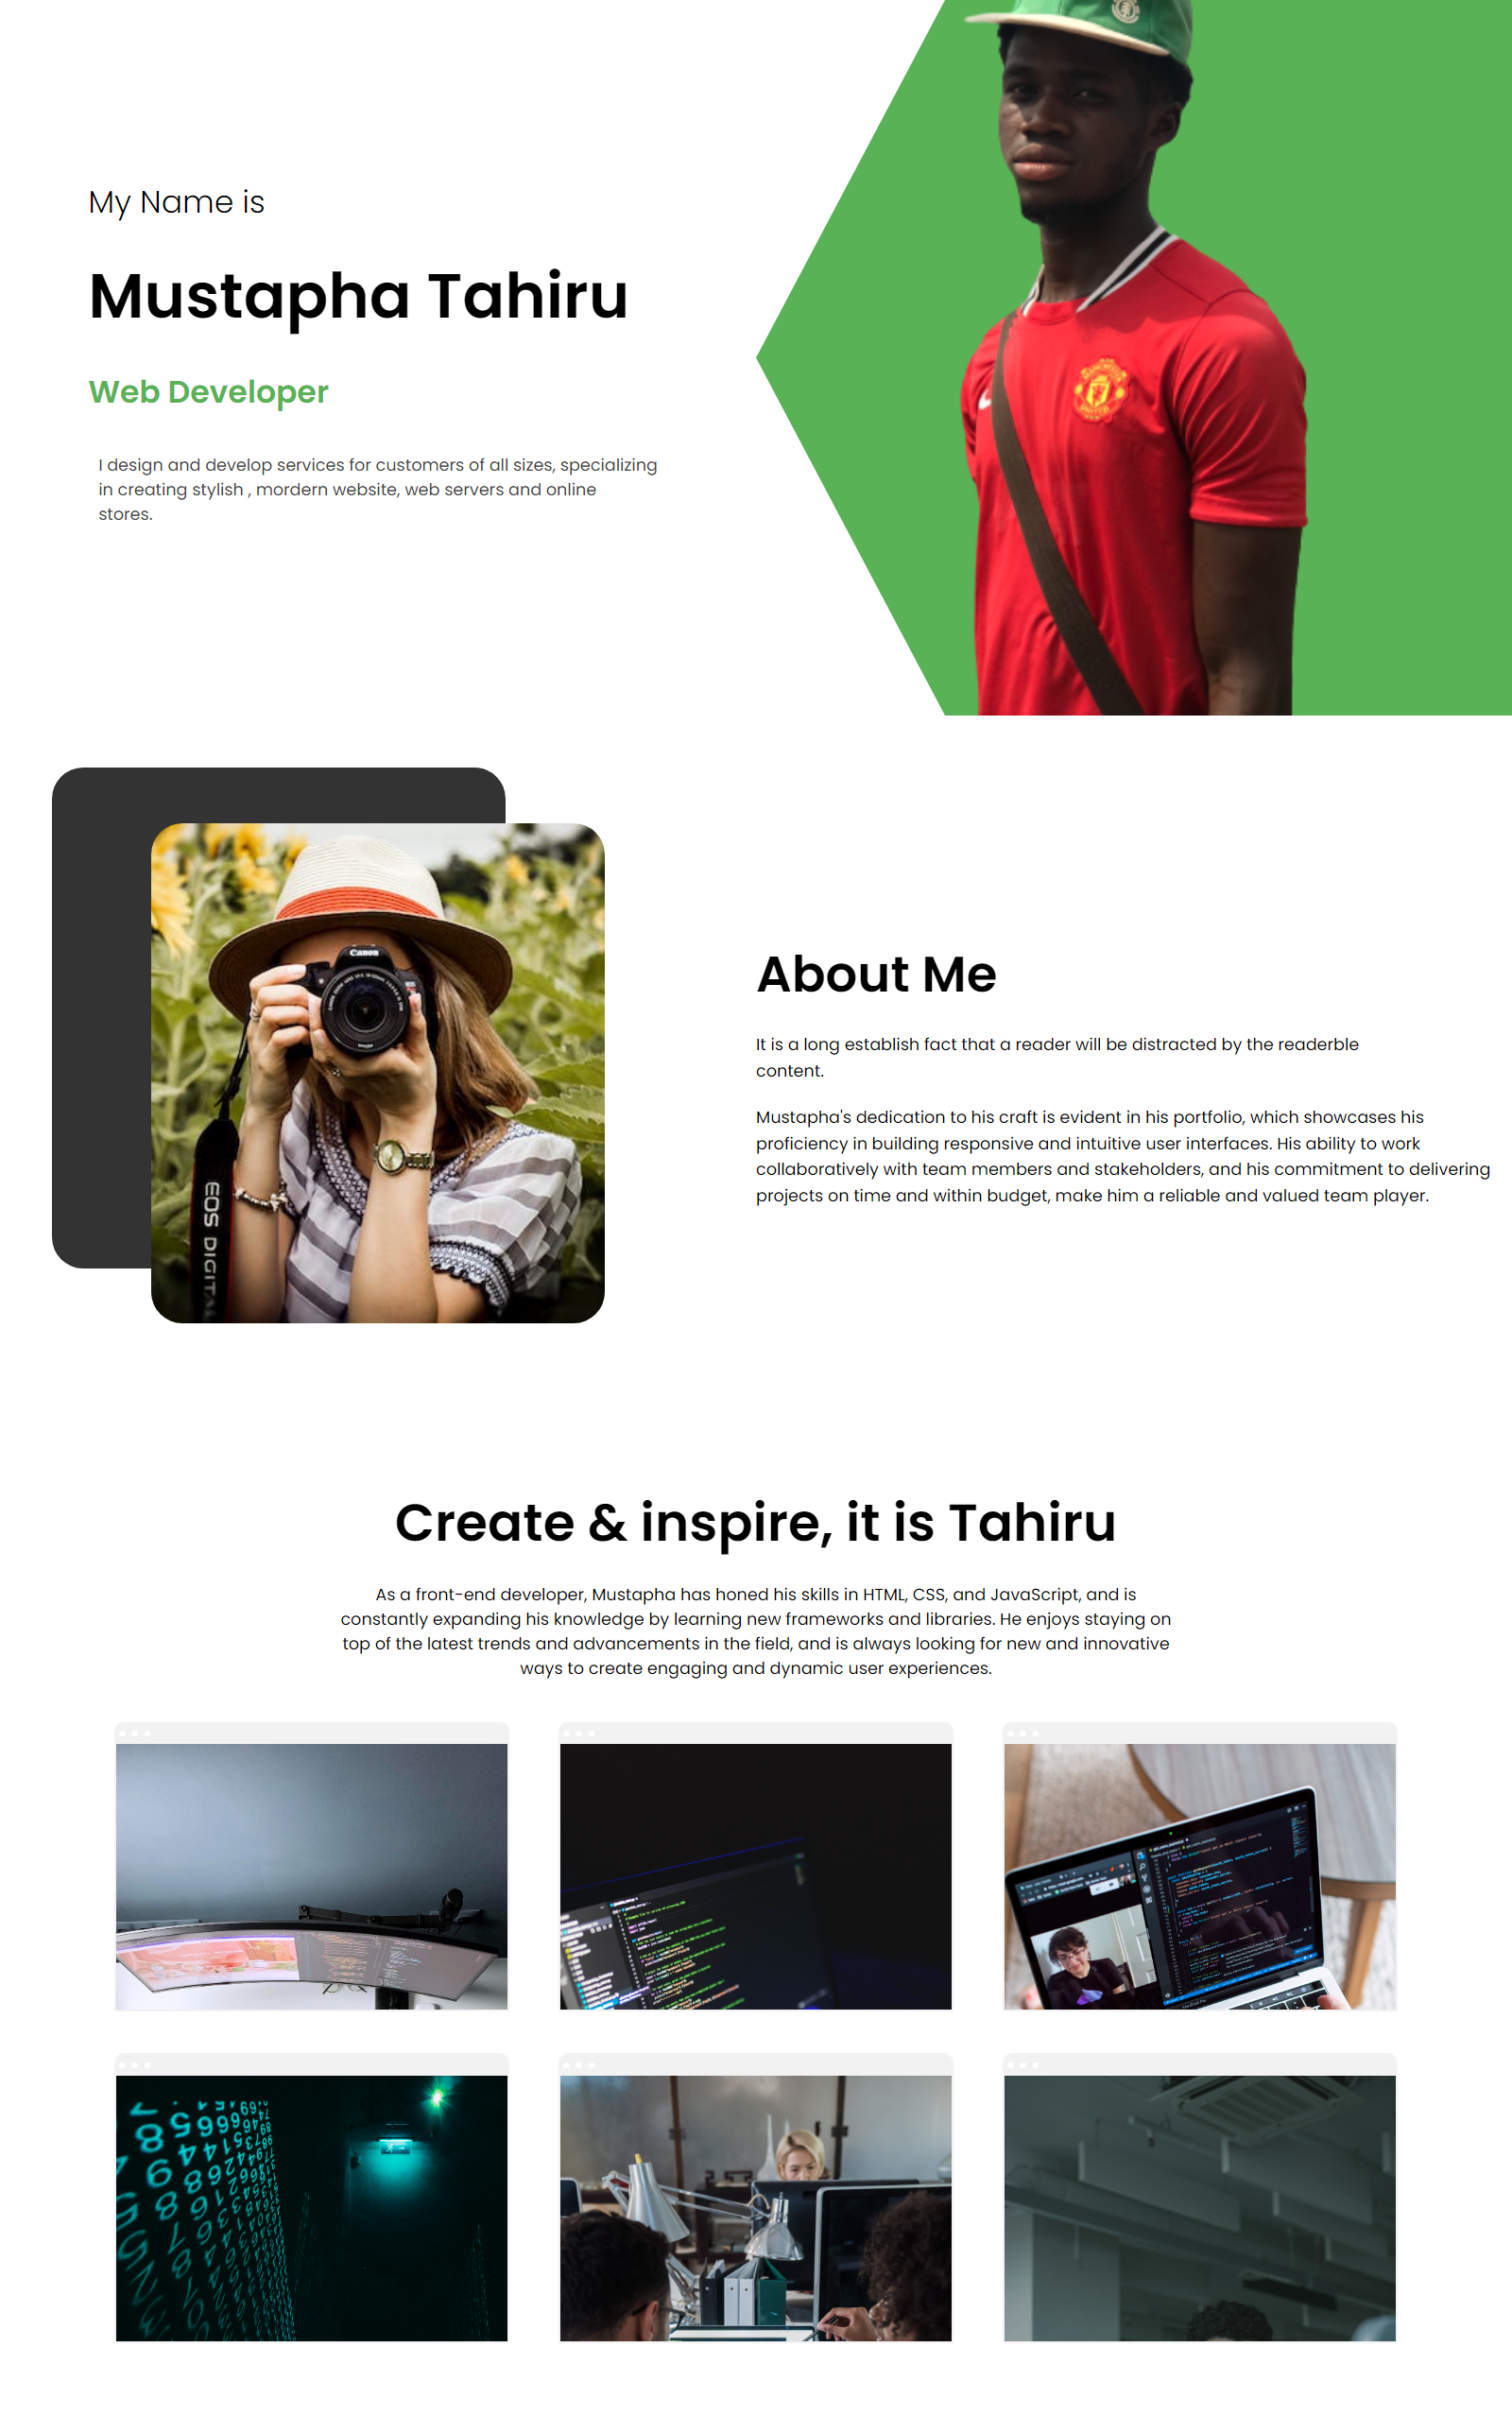 My Name is
Mustapha Tahiru
Web Developer
I design and develop services for customers of all sizes, specializing
in creating stylish , mordern website, web servers and online
stores.
MANCHESTER
UNITED
Canon
EOS DIGITAL
About Me
It is a long establish fact that a reader will be distracted by the readerble
content.
Mustapha's dedication to his craft is evident in his portfolio, which showcases his
proficiency in building responsive and intuitive user interfaces. His ability to work
collaboratively with team members and stakeholders, and his commitment to delivering
projects on time and within budget, make him a reliable and valued team player.
Create & inspire, it is Tahiru
As a front-end developer, Mustapha has honed his skills in HTML, CSS, and JavaScript, and is
constantly expanding his knowledge by learning new frameworks and libraries. He enjoys staying on
top of the latest trends and advancements in the field, and is always looking for new and innovative
ways to create engaging and dynamic user experiences.